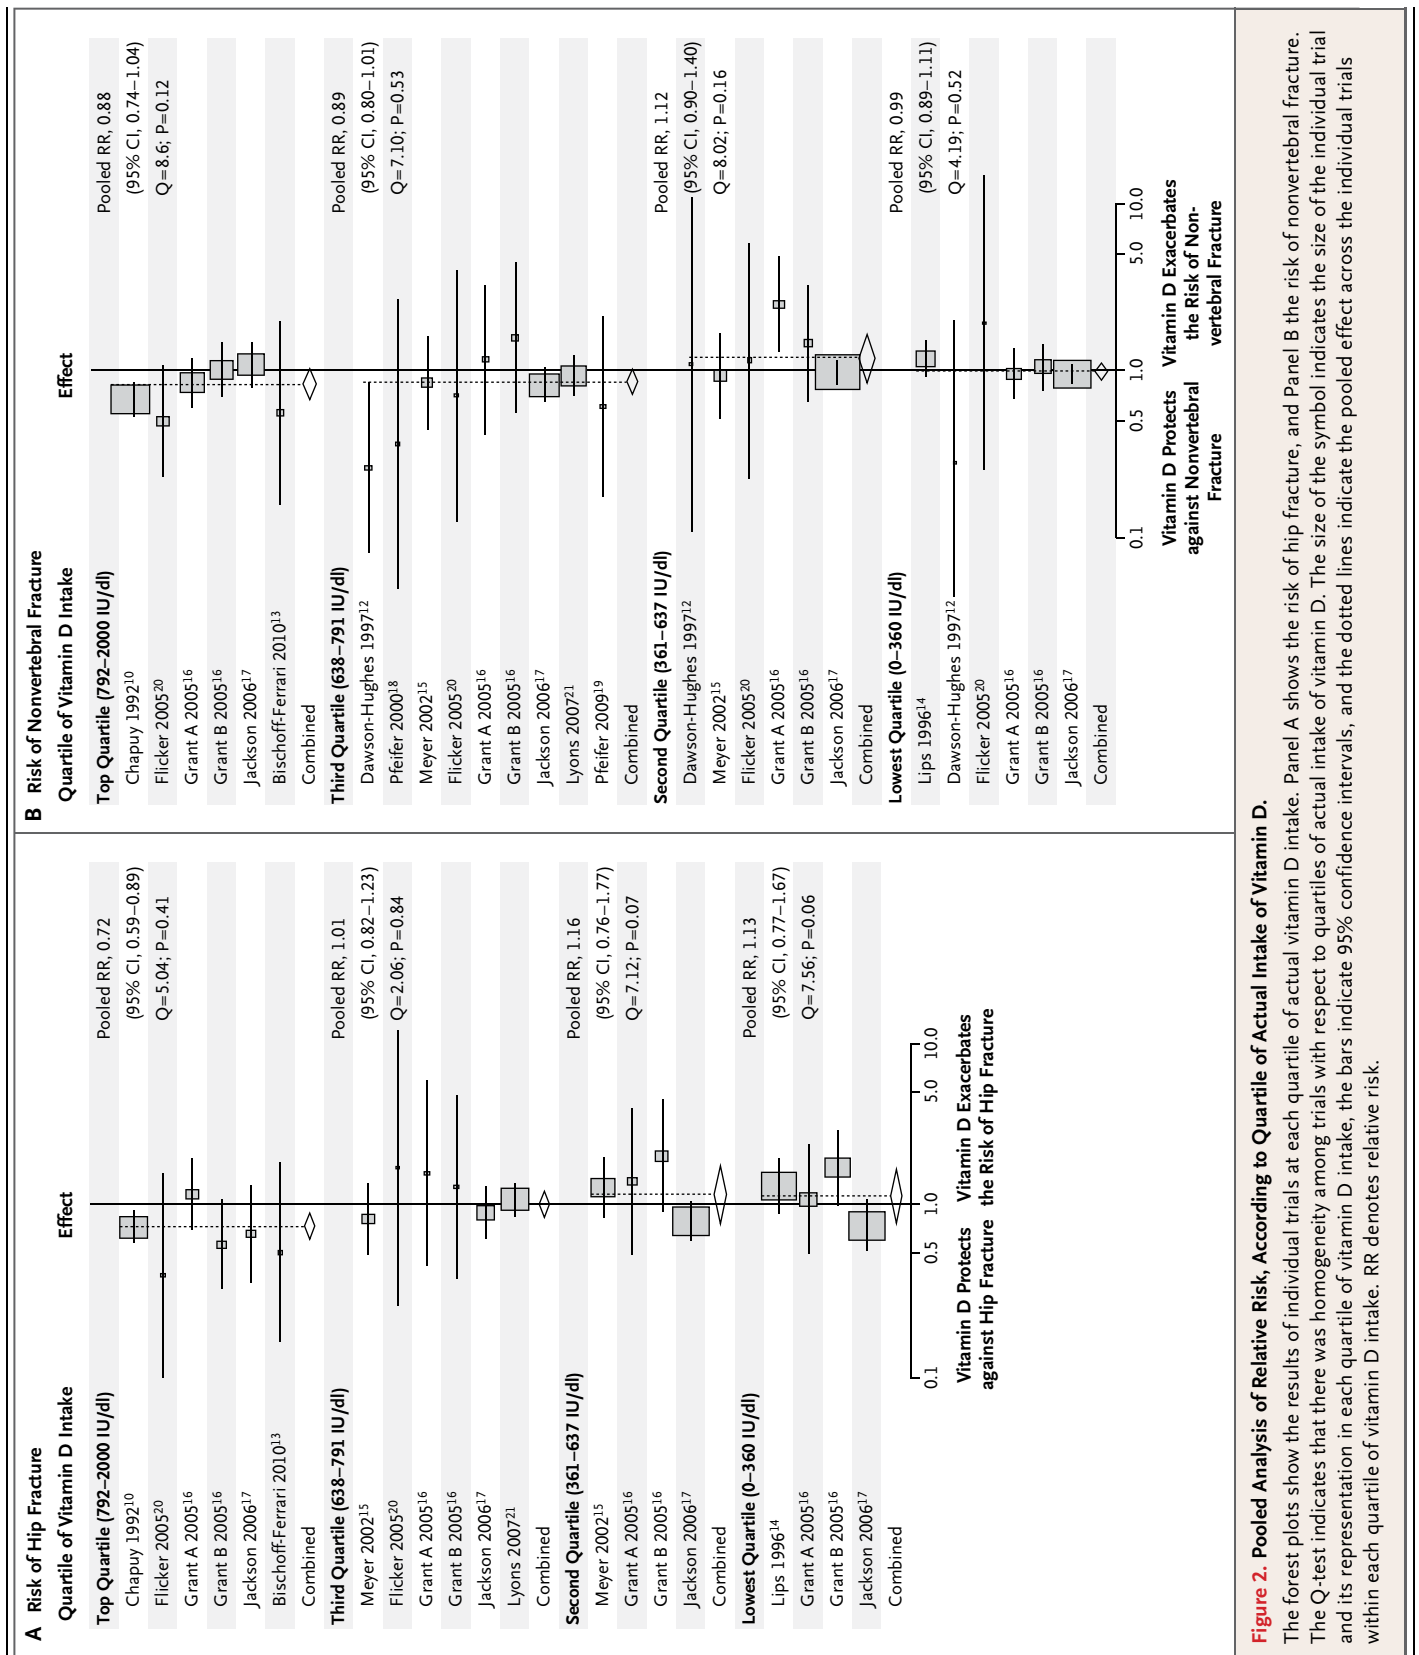 A Risk of Hip Fracture
Quartile of Vitamin D Intake
Effect
Top Quartile (792–2000 IU/dl)
Pooled RR, 0.72
Chapuy 1992¹⁰
(95% CI, 0.59–0.89)
Flicker 2005²⁰
Q=5.04; P=0.41
Grant A 2005¹⁶
Grant B 2005¹⁶
Jackson 2006¹⁷
Bischoff-Ferrari 2010¹³
Combined
Third Quartile (638–791 IU/dl)
Pooled RR, 1.01
Meyer 2002¹⁵
(95% CI, 0.82–1.23)
Flicker 2005²⁰
Q=2.06; P=0.84
Grant A 2005¹⁶
Grant B 2005¹⁶
Jackson 2006¹⁷
Lyons 2007²¹
Combined
Second Quartile (361–637 IU/dl)
Pooled RR, 1.16
Meyer 2002¹⁵
(95% CI, 0.76–1.77)
Grant A 2005¹⁶
Q=7.12; P=0.07
Grant B 2005¹⁶
Jackson 2006¹⁷
Combined
Lowest Quartile (0–360 IU/dl)
Pooled RR, 1.13
Lips 1996¹⁴
(95% CI, 0.77–1.67)
Grant A 2005¹⁶
Q=7.56; P=0.06
Grant B 2005¹⁶
Jackson 2006¹⁷
Combined
0.1 0.5 1.0 5.0 10.0
Vitamin D Protects
against Hip Fracture
Vitamin D Exacerbates
the Risk of Hip Fracture
B Risk of Nonvertebral Fracture
Quartile of Vitamin D Intake
Effect
Top Quartile (792–2000 IU/dl)
Pooled RR, 0.88
Chapuy 1992¹⁰
(95% CI, 0.74–1.04)
Flicker 2005²⁰
Q=8.6; P=0.12
Grant A 2005¹⁶
Grant B 2005¹⁶
Jackson 2006¹⁷
Bischoff-Ferrari 2010¹³
Combined
Third Quartile (638–791 IU/dl)
Pooled RR, 0.89
Dawson-Hughes 1997¹²
(95% CI, 0.80–1.01)
Pfeifer 2000¹⁸
Q=7.10; P=0.53
Meyer 2002¹⁵
Flicker 2005²⁰
Grant A 2005¹⁶
Grant B 2005¹⁶
Jackson 2006¹⁷
Lyons 2007²¹
Pfeifer 2009¹⁹
Combined
Second Quartile (361–637 IU/dl)
Pooled RR, 1.12
Dawson-Hughes 1997¹²
(95% CI, 0.90–1.40)
Meyer 2002¹⁵
Q=8.02; P=0.16
Flicker 2005²⁰
Grant A 2005¹⁶
Grant B 2005¹⁶
Jackson 2006¹⁷
Combined
Lowest Quartile (0–360 IU/dl)
Pooled RR, 0.99
Lips 1996¹⁴
(95% CI, 0.89–1.11)
Dawson-Hughes 1997¹²
Q=4.19; P=0.52
Flicker 2005²⁰
Grant A 2005¹⁶
Grant B 2005¹⁶
Jackson 2006¹⁷
Combined
0.1 0.5 1.0 5.0 10.0
Vitamin D Protects
against Nonvertebral
Fracture
Vitamin D Exacerbates
the Risk of Non-
vertebral Fracture
Figure 2. Pooled Analysis of Relative Risk, According to Quartile of Actual Intake of Vitamin D.
The forest plots show the results of individual trials at each quartile of actual vitamin D intake. Panel A shows the risk of hip fracture, and Panel B the risk of nonvertebral fracture.
The Q-test indicates that there was homogeneity among trials with respect to quartiles of actual intake of vitamin D. The size of the symbol indicates the size of the individual trial
and its representation in each quartile of vitamin D intake, the bars indicate 95% confidence intervals, and the dotted lines indicate the pooled effect across the individual trials
within each quartile of vitamin D intake. RR denotes relative risk.